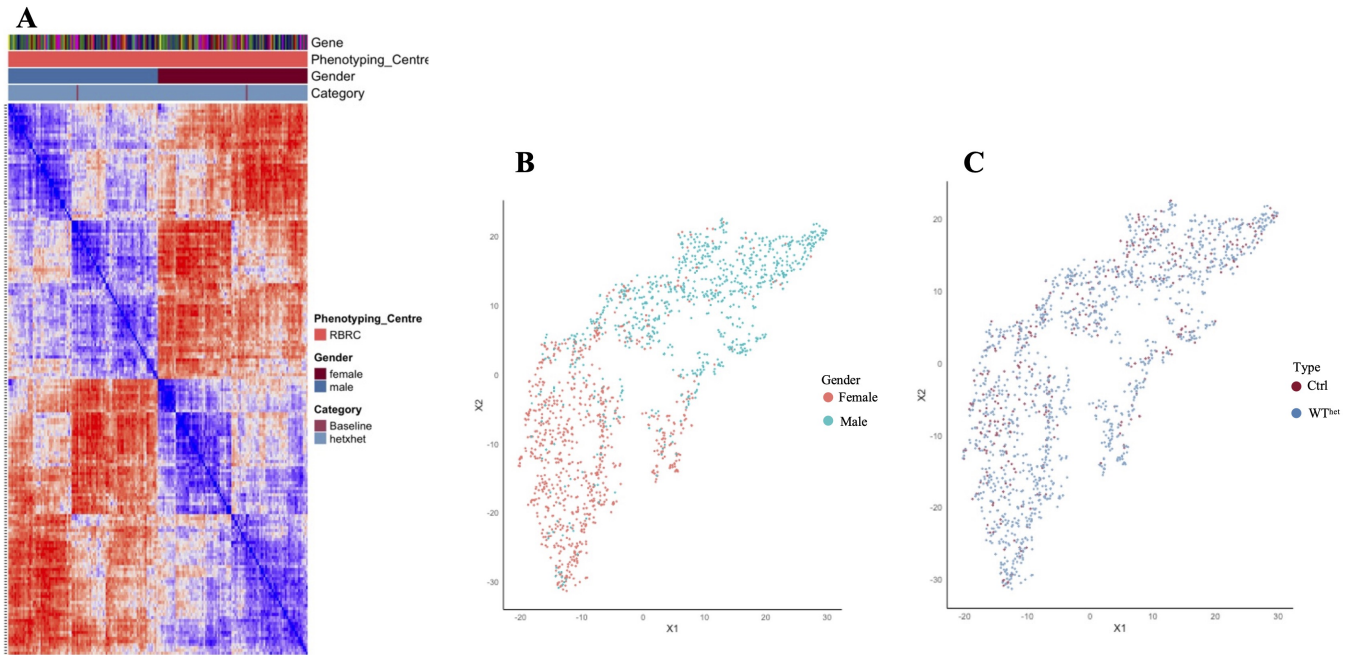 A
Gene
Phenotyping_Centre
Gender
Category
Phenotyping_Centre
RBRC
Gender
female
male
Category
Baseline
hetxhet
B
20
10
0
-10
-20
-30
X2
-20
-10
0
10
20
30
X1
Gender
Female
Male
C
20
10
0
-10
-20
-30
X2
-20
-10
0
10
20
30
X1
Type
Ctrl
WThet